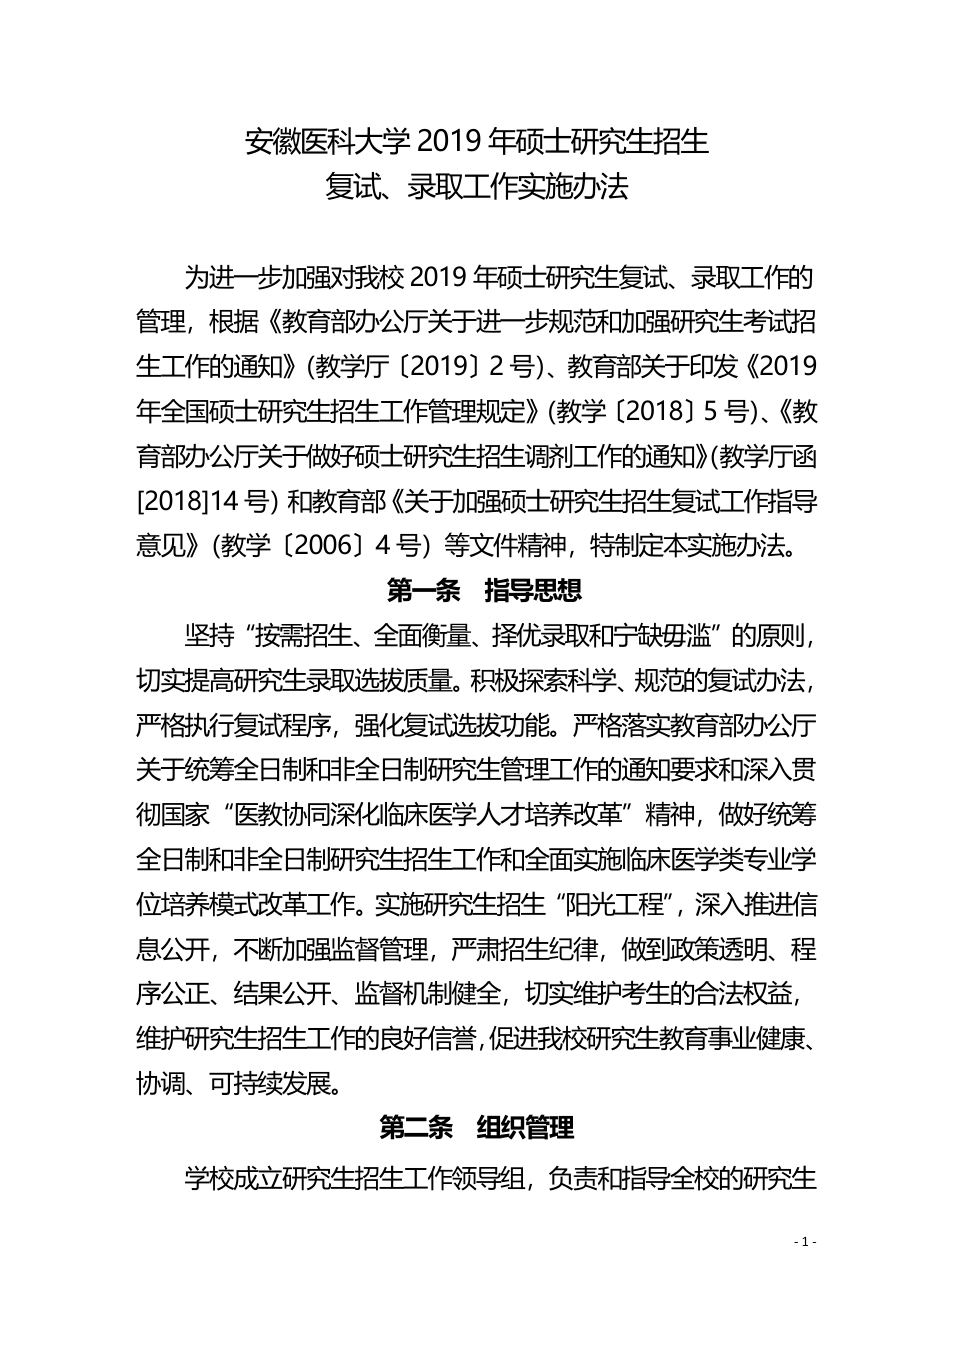 安徽医科大学 2019 年硕士研究生招生
复试、录取工作实施办法
为进一步加强对我校 2019 年硕士研究生复试、录取工作的
管理，根据《教育部办公厅关于进一步规范和加强研究生考试招
生工作的通知》（教学厅〔2019〕2 号）、教育部关于印发《2019
年全国硕士研究生招生工作管理规定》（教学〔2018〕5 号）、《教
育部办公厅关于做好硕士研究生招生调剂工作的通知》（教学厅函
[2018]14 号）和教育部《关于加强硕士研究生招生复试工作指导
意见》（教学〔2006〕4 号）等文件精神，特制定本实施办法。
第一条 指导思想
坚持“按需招生、全面衡量、择优录取和宁缺毋滥”的原则，
切实提高研究生录取选拔质量。积极探索科学、规范的复试办法，
严格执行复试程序，强化复试选拔功能。严格落实教育部办公厅
关于统筹全日制和非全日制研究生管理工作的通知要求和深入贯
彻国家“医教协同深化临床医学人才培养改革”精神，做好统筹
全日制和非全日制研究生招生工作和全面实施临床医学类专业学
位培养模式改革工作。实施研究生招生“阳光工程”，深入推进信
息公开，不断加强监督管理，严肃招生纪律，做到政策透明、程
序公正、结果公开、监督机制健全，切实维护考生的合法权益，
维护研究生招生工作的良好信誉，促进我校研究生教育事业健康、
协调、可持续发展。
第二条 组织管理
学校成立研究生招生工作领导组，负责和指导全校的研究生
- 1 -